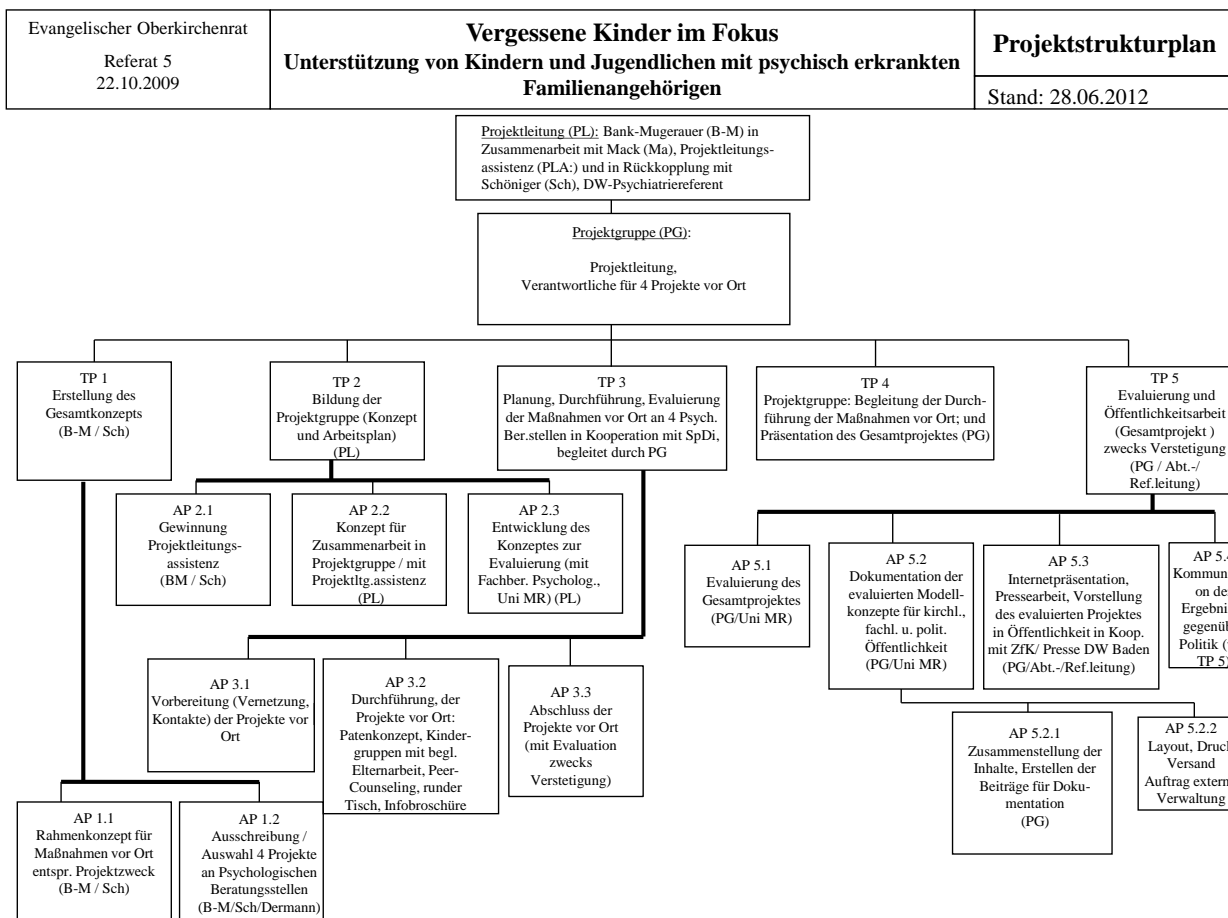 Evangelischer Oberkirchenrat
Referat 5
22.10.2009
Vergessene Kinder im Fokus
Unterstützung von Kindern und Jugendlichen mit psychisch erkrankten
Familienangehörigen
Projektstrukturplan
Stand: 28.06.2012
Projektleitung (PL): Bank-Mugerauer (B-M) in
Zusammenarbeit mit Mack (Ma), Projektleitungs-
assistenz (PLA:) und in Rückkopplung mit
Schöniger (Sch), DW-Psychiatriereferent
Projektgruppe (PG):
Projektleitung,
Verantwortliche für 4 Projekte vor Ort
TP 1
Erstellung des
Gesamtkonzepts
(B-M / Sch)
TP 2
Bildung der
Projektgruppe (Konzept
und Arbeitsplan)
(PL)
TP 3
Planung, Durchführung, Evaluierung
der Maßnahmen vor Ort an 4 Psych.
Ber.stellen in Kooperation mit SpDi,
begleitet durch PG
TP 4
Projektgruppe: Begleitung der Durch-
führung der Maßnahmen vor Ort; und
Präsentation des Gesamtprojektes (PG)
TP 5
Evaluierung und
Öffentlichkeitsarbeit
(Gesamtprojekt )
zwecks Verstetigung
(PG / Abt.-/
Ref.leitung)
AP 2.1
Gewinnung
Projektleitungs-
assistenz
(BM / Sch)
AP 2.2
Konzept für
Zusammenarbeit in
Projektgruppe / mit
Projektltg.assistenz
(PL)
AP 2.3
Entwicklung des
Konzeptes zur
Evaluierung (mit
Fachber. Psycholog.,
Uni MR) (PL)
AP 5.1
Evaluierung des
Gesamtprojektes
(PG/Uni MR)
AP 5.2
Dokumentation der
evaluierten Modell-
konzepte für kirchl.,
fachl. u. polit.
Öffentlichkeit
(PG/Uni MR)
AP 5.3
Internetpräsentation,
Pressearbeit, Vorstellung
des evaluierten Projektes
in Öffentlichkeit in Koop.
mit ZfK/ Presse DW Baden
(PG/Abt.-/Ref.leitung)
AP 5.4
Kommun
on de
Ergebni
gegenüb
Politik (
TP 5)
AP 3.1
Vorbereitung (Vernetzung,
Kontakte) der Projekte vor
Ort
AP 3.2
Durchführung, der
Projekte vor Ort:
Patenkonzept, Kinder-
gruppen mit begl.
Elternarbeit, Peer-
Counseling, runder
Tisch, Infobroschüre
AP 3.3
Abschluss der
Projekte vor Ort
(mit Evaluation
zwecks
Verstetigung)
AP 5.2.1
Zusammenstellung der
Inhalte, Erstellen der
Beiträge für Doku-
mentation
(PG)
AP 5.2.2
Layout, Druck
Versand
Auftrag extern
Verwaltung
AP 1.1
Rahmenkonzept für
Maßnahmen vor Ort
entspr. Projektzweck
(B-M / Sch)
AP 1.2
Ausschreibung /
Auswahl 4 Projekte
an Psychologischen
Beratungsstellen
(B-M/Sch/Dermann)